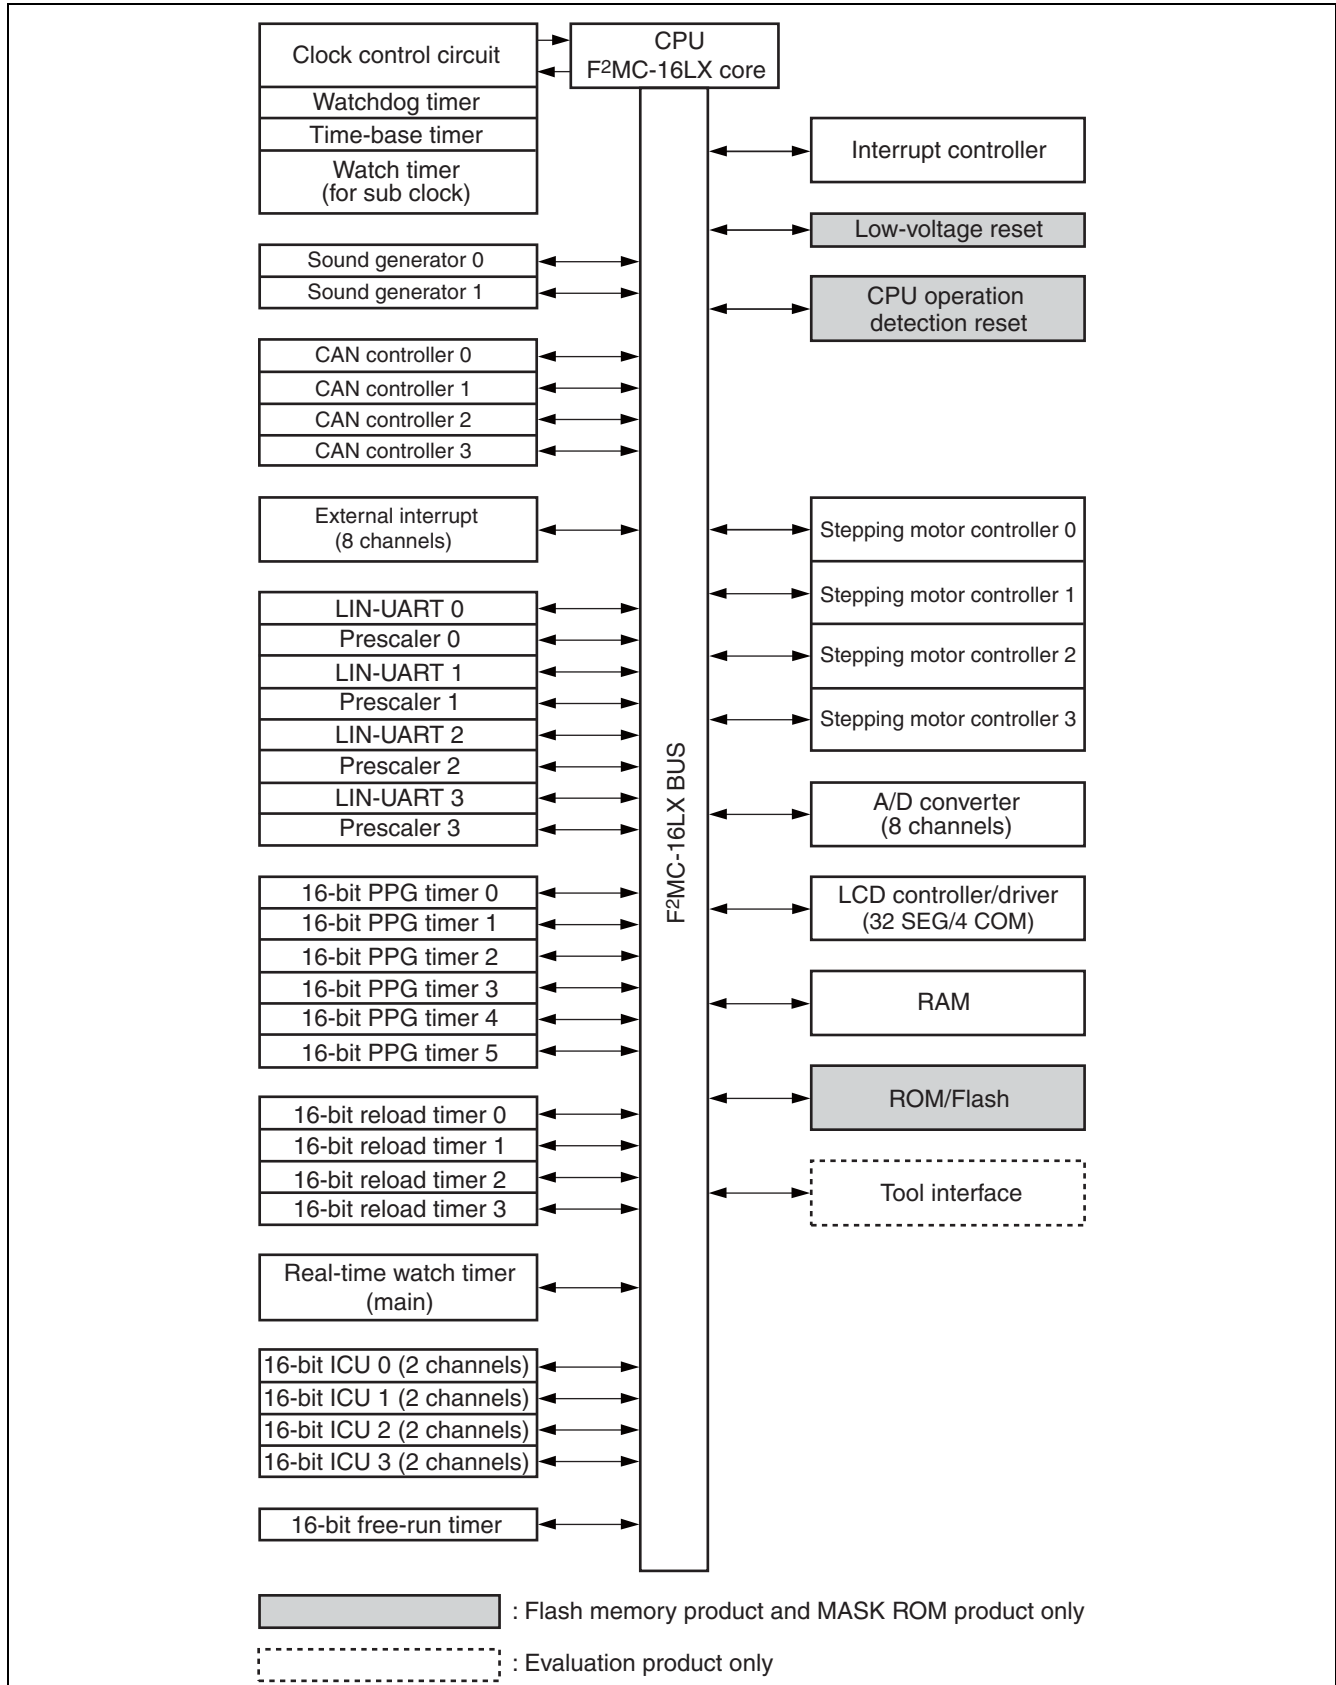 Clock control circuit
Watchdog timer
Time-base timer
Watch timer
(for sub clock)
CPU
F²MC-16LX core
Sound generator 0
Sound generator 1
CAN controller 0
CAN controller 1
CAN controller 2
CAN controller 3
External interrupt
(8 channels)
LIN-UART 0
Prescaler 0
LIN-UART 1
Prescaler 1
LIN-UART 2
Prescaler 2
LIN-UART 3
Prescaler 3
16-bit PPG timer 0
16-bit PPG timer 1
16-bit PPG timer 2
16-bit PPG timer 3
16-bit PPG timer 4
16-bit PPG timer 5
16-bit reload timer 0
16-bit reload timer 1
16-bit reload timer 2
16-bit reload timer 3
Real-time watch timer
(main)
16-bit ICU 0 (2 channels)
16-bit ICU 1 (2 channels)
16-bit ICU 2 (2 channels)
16-bit ICU 3 (2 channels)
16-bit free-run timer
F²MC-16LX BUS
Interrupt controller
Low-voltage reset
CPU operation
detection reset
Stepping motor controller 0
Stepping motor controller 1
Stepping motor controller 2
Stepping motor controller 3
A/D converter
(8 channels)
LCD controller/driver
(32 SEG/4 COM)
RAM
ROM/Flash
Tool interface
: Flash memory product and MASK ROM product only
: Evaluation product only